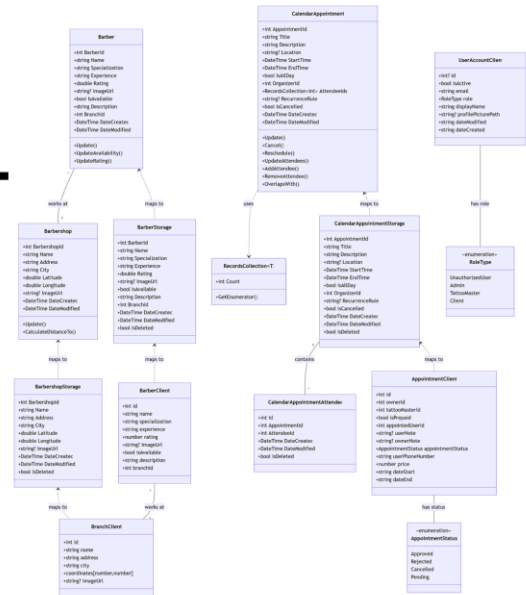 Barber
+int BarberId
+string Name
+string Specialization
+string Experience
+double Rating
+string? ImageUrl
+bool IsAvailable
+string Description
+int BranchId
+DateTime DateCreated
+DateTime DateModified
+Update()
+UpdateAvailability()
+UpdateRating()
works at
maps to
Barbershop
+int BarbershopId
+string Name
+string Address
+string City
+double Latitude
+double Longitude
+string? ImageUrl
+DateTime DateCreated
+DateTime DateModified
+Update()
+CalculateDistanceTo()
maps to
BarberStorage
+int BarberId
+string Name
+string Specialization
+string Experience
+double Rating
+string? ImageUrl
+bool IsAvailable
+string Description
+int BranchId
+DateTime DateCreated
+DateTime DateModified
+bool IsDeleted
maps to
BarbershopStorage
+int BarbershopId
+string Name
+string Address
+string City
+double Latitude
+double Longitude
+string? ImageUrl
+DateTime DateCreated
+DateTime DateModified
+bool IsDeleted
BarberClient
+int id
+string name
+string specialization
+string experience
+number rating
+string? imageUrl
+bool isAvailable
+string description
+int branchId
maps to
works at
BranchClient
+int id
+string name
+string address
+string city
+coordinates[number,number]
+string? imageUrl
CalendarAppointment
+int AppointmentId
+string Title
+string Description
+string? Location
+DateTime StartTime
+DateTime EndTime
+bool IsAllDay
+int OrganizerId
+RecordsCollection<int> AttendeeIds
+string? RecurrenceRule
+bool IsCancelled
+DateTime DateCreated
+DateTime DateModified
+Update()
+Cancel()
+Reschedule()
+UpdateAttendees()
+AddAttendee()
+RemoveAttendee()
+OverlapsWith()
uses
maps to
RecordsCollection<T
+int Count
+GetEnumerator()
CalendarAppointmentStorage
+int AppointmentId
+string Title
+string Description
+string? Location
+DateTime StartTime
+DateTime EndTime
+bool IsAllDay
+int OrganizerId
+string? RecurrenceRule
+bool IsCancelled
+DateTime DateCreated
+DateTime DateModified
+bool IsDeleted
contains
maps to
CalendarAppointmentAttendee
+int Id
+int AppointmentId
+int AttendeeId
+DateTime DateCreated
+DateTime DateModified
+bool IsDeleted
AppointmentClient
+int id
+int ownerId
+int tattooMasterId
+bool isPrepaid
+int appointedUserId
+string? userNote
+string? ownerNote
+AppointmentStatus appointmentStatus
+string userPhoneNumber
+number price
+string dateStart
+string dateEnd
has status
«enumeration»
AppointmentStatus
Approved
Rejected
Cancelled
Pending
UserAccountClien
+int? id
+bool isActive
+string email
+RoleType role
+string displayName
+string? profilePicturePath
+string dateModified
+string dateCreated
has role
«enumeration»
RoleType
UnauthorizedUser
Admin
TattooMaster
Client